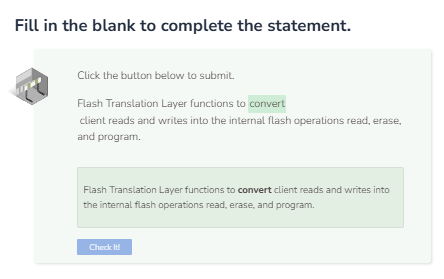 Fill in the blank to complete the statement.
Click the button below to submit.
Flash Translation Layer functions to convert
client reads and writes into the internal flash operations read, erase,
and program.
Flash Translation Layer functions to convert client reads and writes into
the internal flash operations read, erase, and program.
Check It!